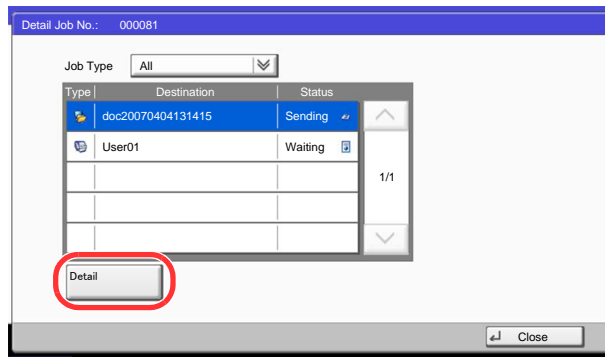 Detail Job No.: 000081
Job Type All
Type Destination Status
doc20070404131415 Sending
User01 Waiting
1/1
Detail
Close